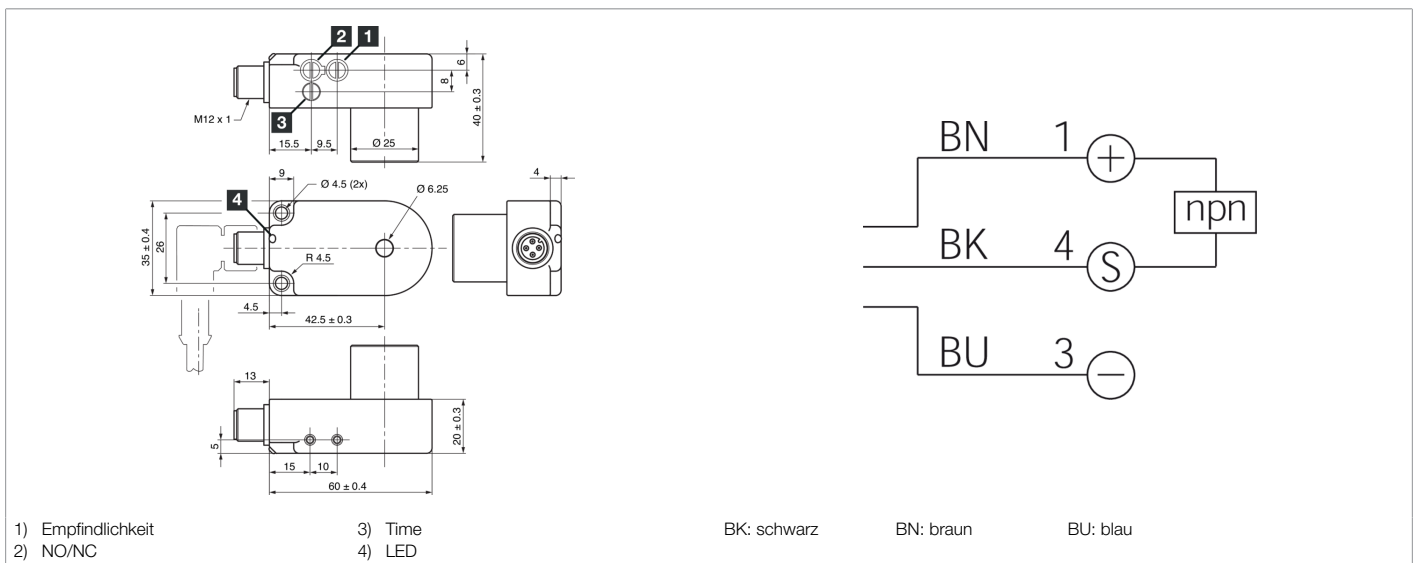 2 1
6
8
40 ± 0.3
M12 x 1
3
15.5 9.5 Ø 25
9
Ø 4.5 (2x)
Ø 6.25
4
4
35 ± 0.4
26
R 4.5
4.5
42.5 ± 0.3
13
5
20 ± 0.3
15 10
60 ± 0.4
BN 1 +
npn
BK 4 S
BU 3 −
1) Empfindlichkeit 3) Time BK: schwarz BN: braun BU: blau
2) NO/NC 4) LED